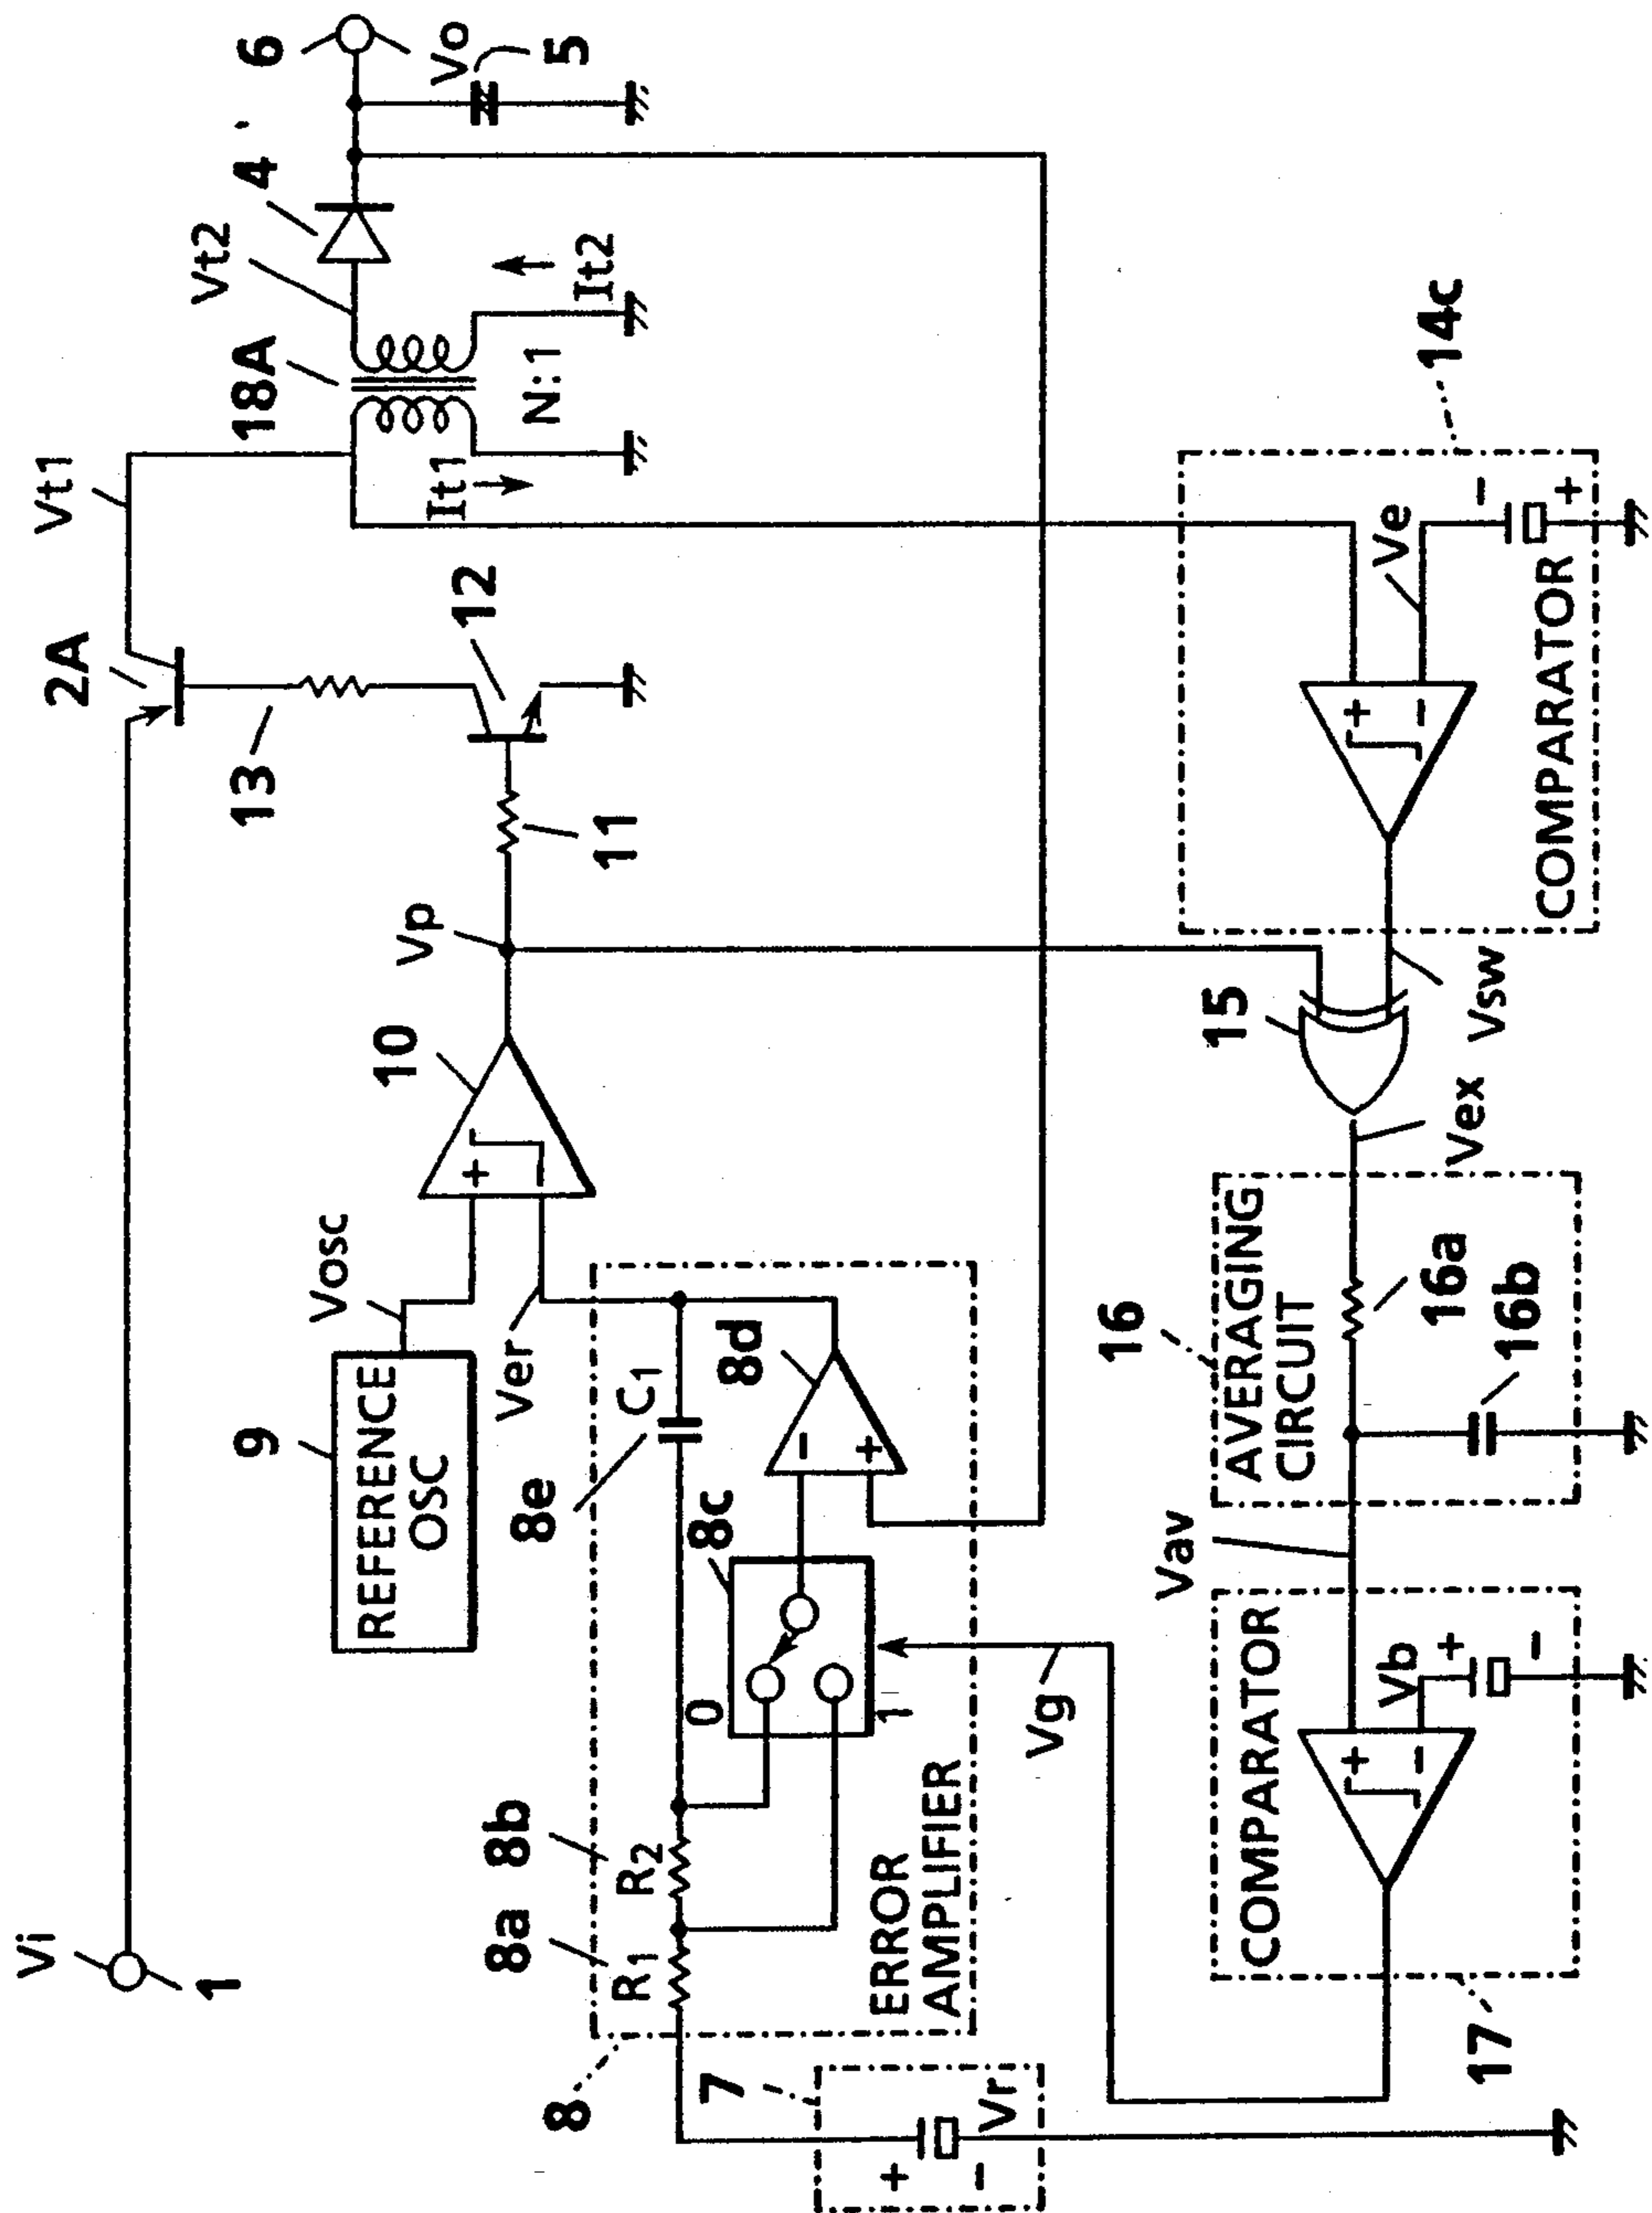 Vi
1
2A
Vt1
18A
Vt2
4
6
Vo
5
13
12
It1
N:1
It2
11
Vp
10
+
−
9
REFERENCE
OSC
Vosc
Ver
8
8a
R1
8b
R2
8e
C1
8c
0
1
8d
−
+
ERROR
AMPLIFIER
7
+
−
Vr
Vg
17
COMPARATOR
+
−
Vb
+
−
Vav
16
AVERAGING
CIRCUIT
16a
16b
Vex
15
Vsw
14c
COMPARATOR
+
−
Ve
−
+